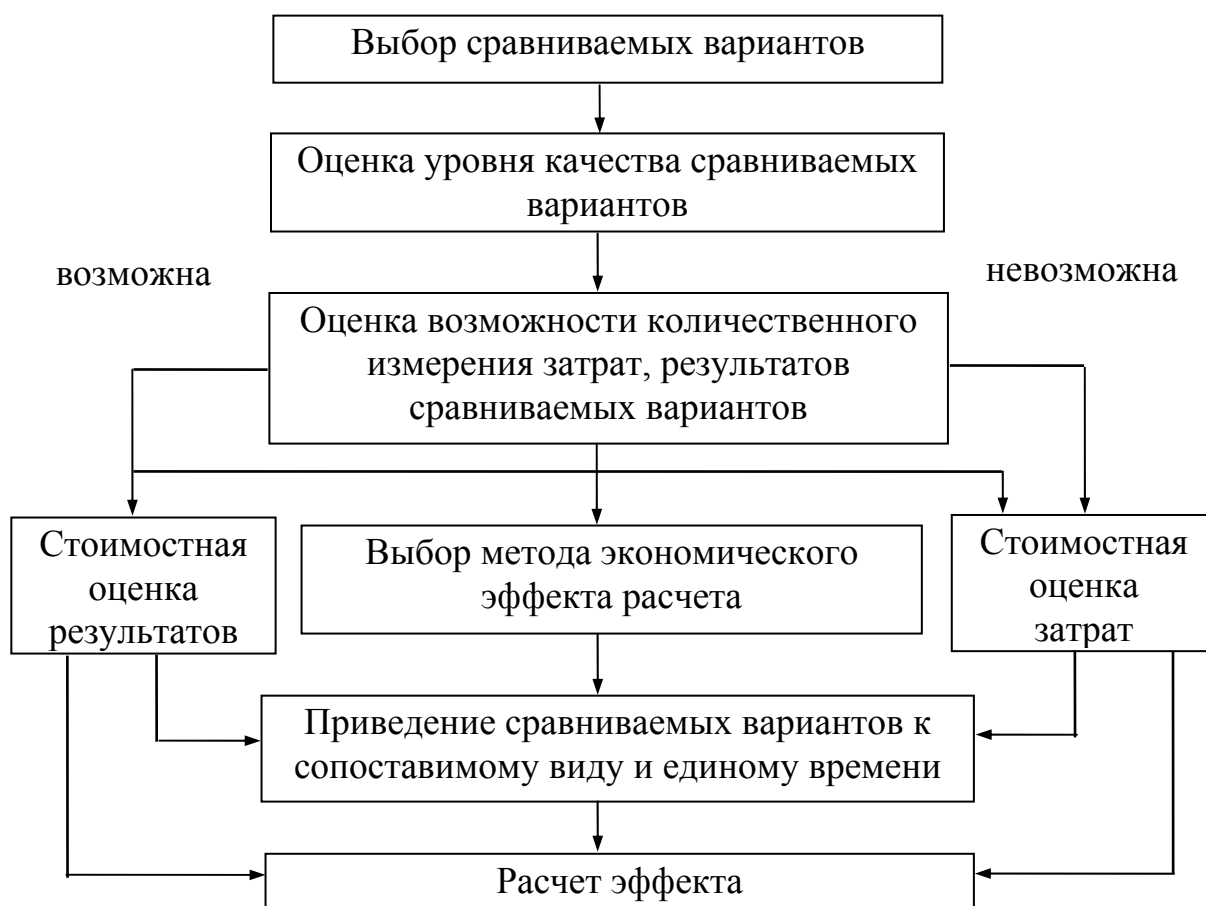 Выбор сравниваемых вариантов
Оценка уровня качества сравниваемых
вариантов
возможна
невозможна
Оценка возможности количественного
измерения затрат, результатов
сравниваемых вариантов
Стоимостная
оценка
результатов
Выбор метода экономического
эффекта расчета
Стоимостная
оценка
затрат
Приведение сравниваемых вариантов к
сопоставимому виду и единому времени
Расчет эффекта